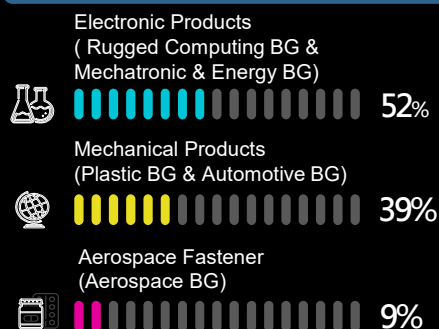 Electronic Products
( Rugged Computing BG &
Mechatronic & Energy BG)
52%
Mechanical Products
(Plastic BG & Automotive BG)
39%
Aerospace Fastener
(Aerospace BG)
9%